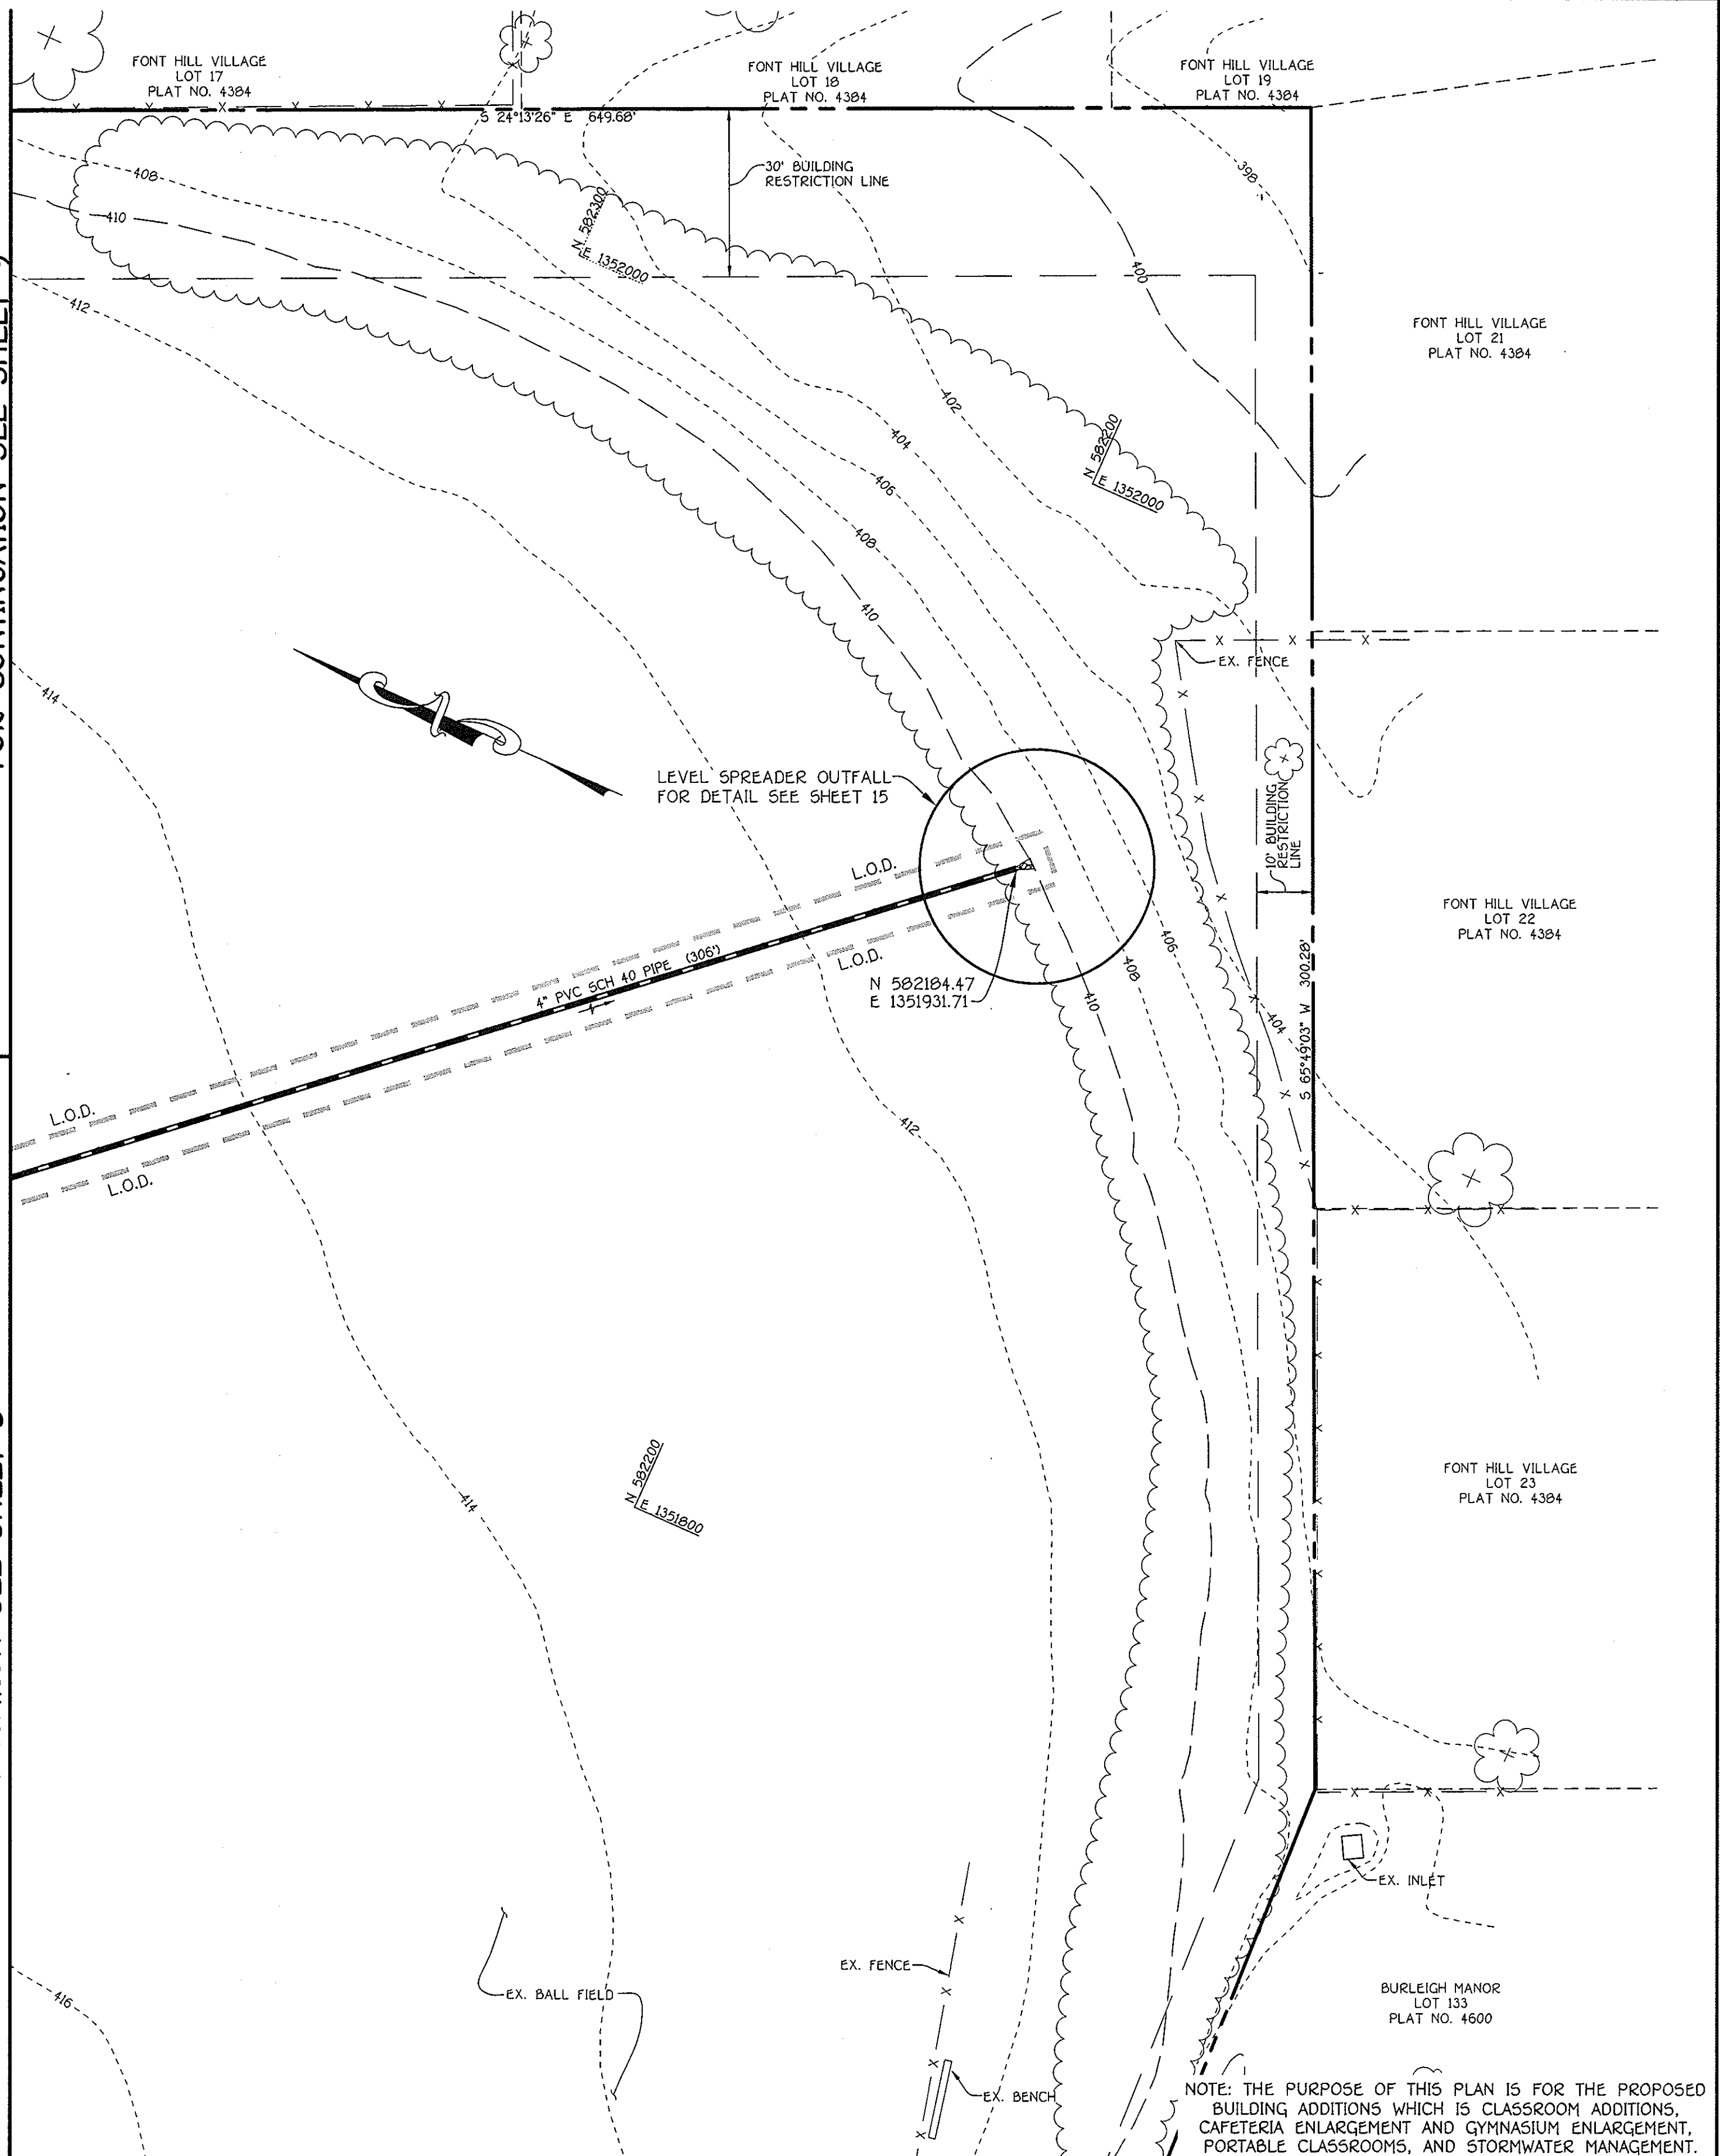 FONT HILL VILLAGE
LOT 17
PLAT NO. 4384
FONT HILL VILLAGE
LOT 18
PLAT NO. 4384
FONT HILL VILLAGE
LOT 19
PLAT NO. 4384
S 24°13'26" E 649.68'
30' BUILDING
RESTRICTION LINE
398
408
410
N 582300
E 1352000
400
412
FONT HILL VILLAGE
LOT 21
PLAT NO. 4384
402
404
N 582200
E 1352000
406
408
410
EX. FENCE
414
LEVEL SPREADER OUTFALL
FOR DETAIL SEE SHEET 15
10' BUILDING
RESTRICTION
LINE
L.O.D.
FONT HILL VILLAGE
LOT 22
PLAT NO. 4384
4" PVC SCH 40 PIPE (306')
L.O.D.
406
408
N 582184.47
E 1351931.71
410
404
S 65°49'03" W 300.28'
L.O.D.
412
L.O.D.
N 582200
E 1351800
414
FONT HILL VILLAGE
LOT 23
PLAT NO. 4384
EX. INLET
EX. FENCE
EX. BALL FIELD
416
BURLEIGH MANOR
LOT 133
PLAT NO. 4600
EX. BENCH
NOTE: THE PURPOSE OF THIS PLAN IS FOR THE PROPOSED
BUILDING ADDITIONS WHICH IS CLASSROOM ADDITIONS,
CAFETERIA ENLARGEMENT AND GYMNASIUM ENLARGEMENT,
PORTABLE CLASSROOMS, AND STORMWATER MANAGEMENT.